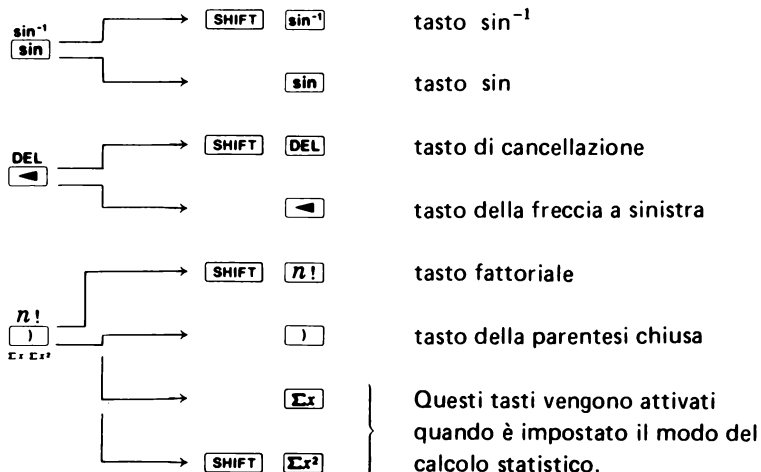 sin⁻¹
sin
SHIFT sin⁻¹ tasto sin⁻¹
sin tasto sin
DEL
SHIFT DEL tasto di cancellazione
◄ tasto della freccia a sinistra
n!
)
Σx Σx²
SHIFT n! tasto fattoriale
) tasto della parentesi chiusa
Σx Questi tasti vengono attivati
quando è impostato il modo del
SHIFT Σx² calcolo statistico.